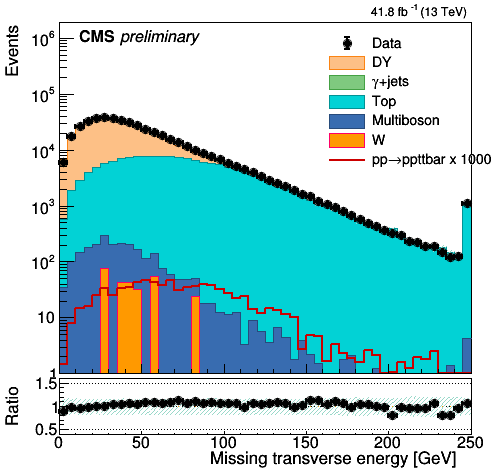 41.8 fb⁻¹ (13 TeV)
CMS preliminary
Events
10⁶
10⁵
10⁴
10³
10²
10
1
Data
DY
γ+jets
Top
Multiboson
W
pp→ppttbar x 1000
Ratio
1.5
1
0.5
0 50 100 150 200 250
Missing transverse energy [GeV]